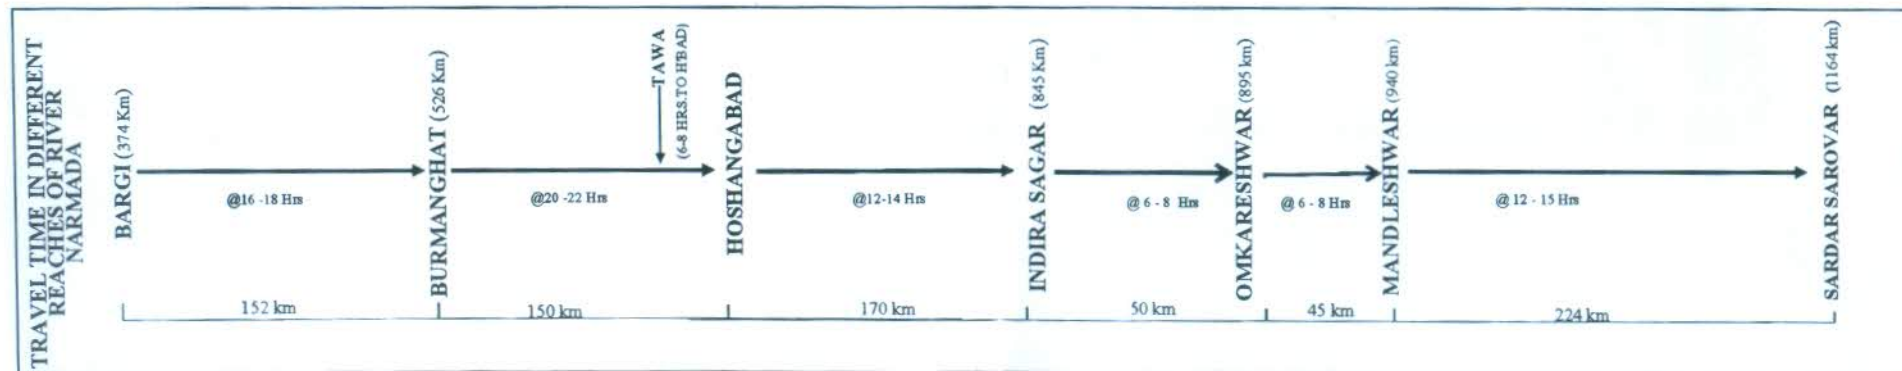 TRAVEL TIME IN DIFFERENT
REACHES OF RIVER
NARMADA
BARGI (374 Km)
@16 -18 Hrs
BURMANGHAT (526 Km)
@20 -22 Hrs
TAWA
(6-8 HRS.TO H'BAD)
HOSHANGABAD
@12-14 Hrs
INDIRA SAGAR (845 Km)
@ 6 - 8 Hrs
OMKARESHWAR (895 km)
@ 6 - 8 Hrs
MANDLESHWAR (940 km)
@ 12 - 15 Hrs
SARDAR SAROVAR (1164 km)
152 km
150 km
170 km
50 km
45 km
224 km